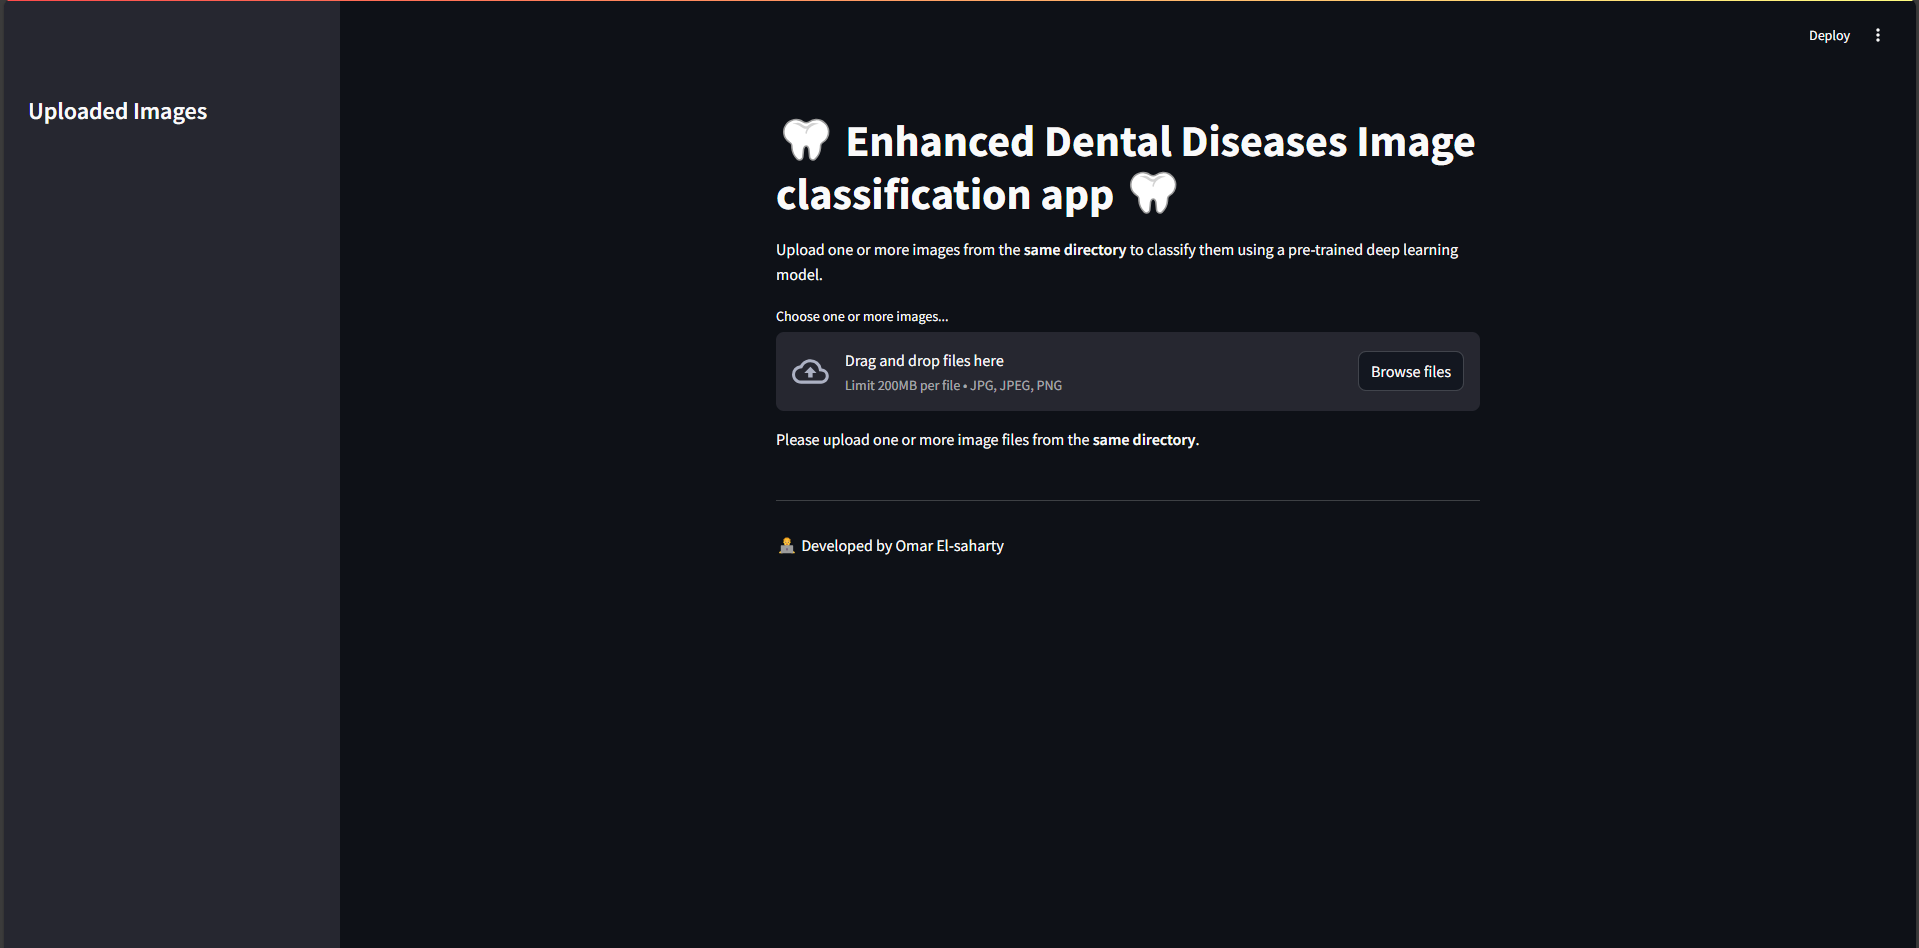 Deploy
Uploaded Images
🦷 Enhanced Dental Diseases Image
classification app 🦷
Upload one or more images from the same directory to classify them using a pre-trained deep learning
model.
Choose one or more images...
Drag and drop files here
Limit 200MB per file • JPG, JPEG, PNG
Browse files
Please upload one or more image files from the same directory.
👨‍💻 Developed by Omar El-saharty